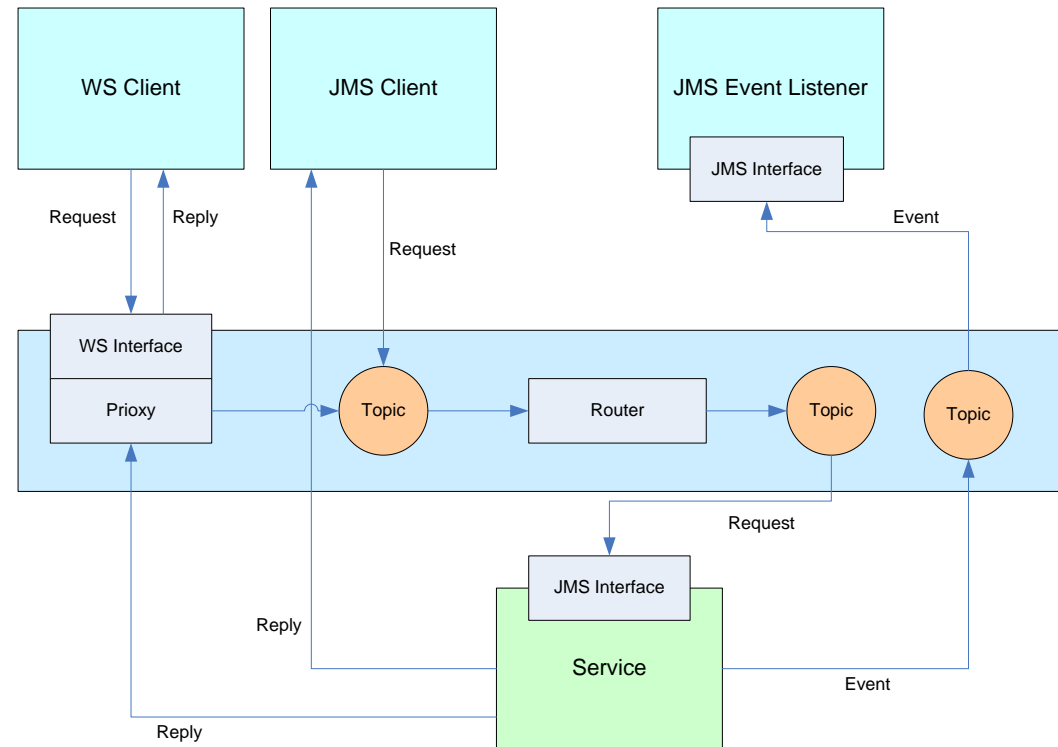 WS Client
JMS Client
JMS Event Listener
JMS Interface
Request
Reply
Request
Event
WS Interface
Prioxy
Topic
Router
Topic
Topic
Request
JMS Interface
Reply
Service
Event
Reply